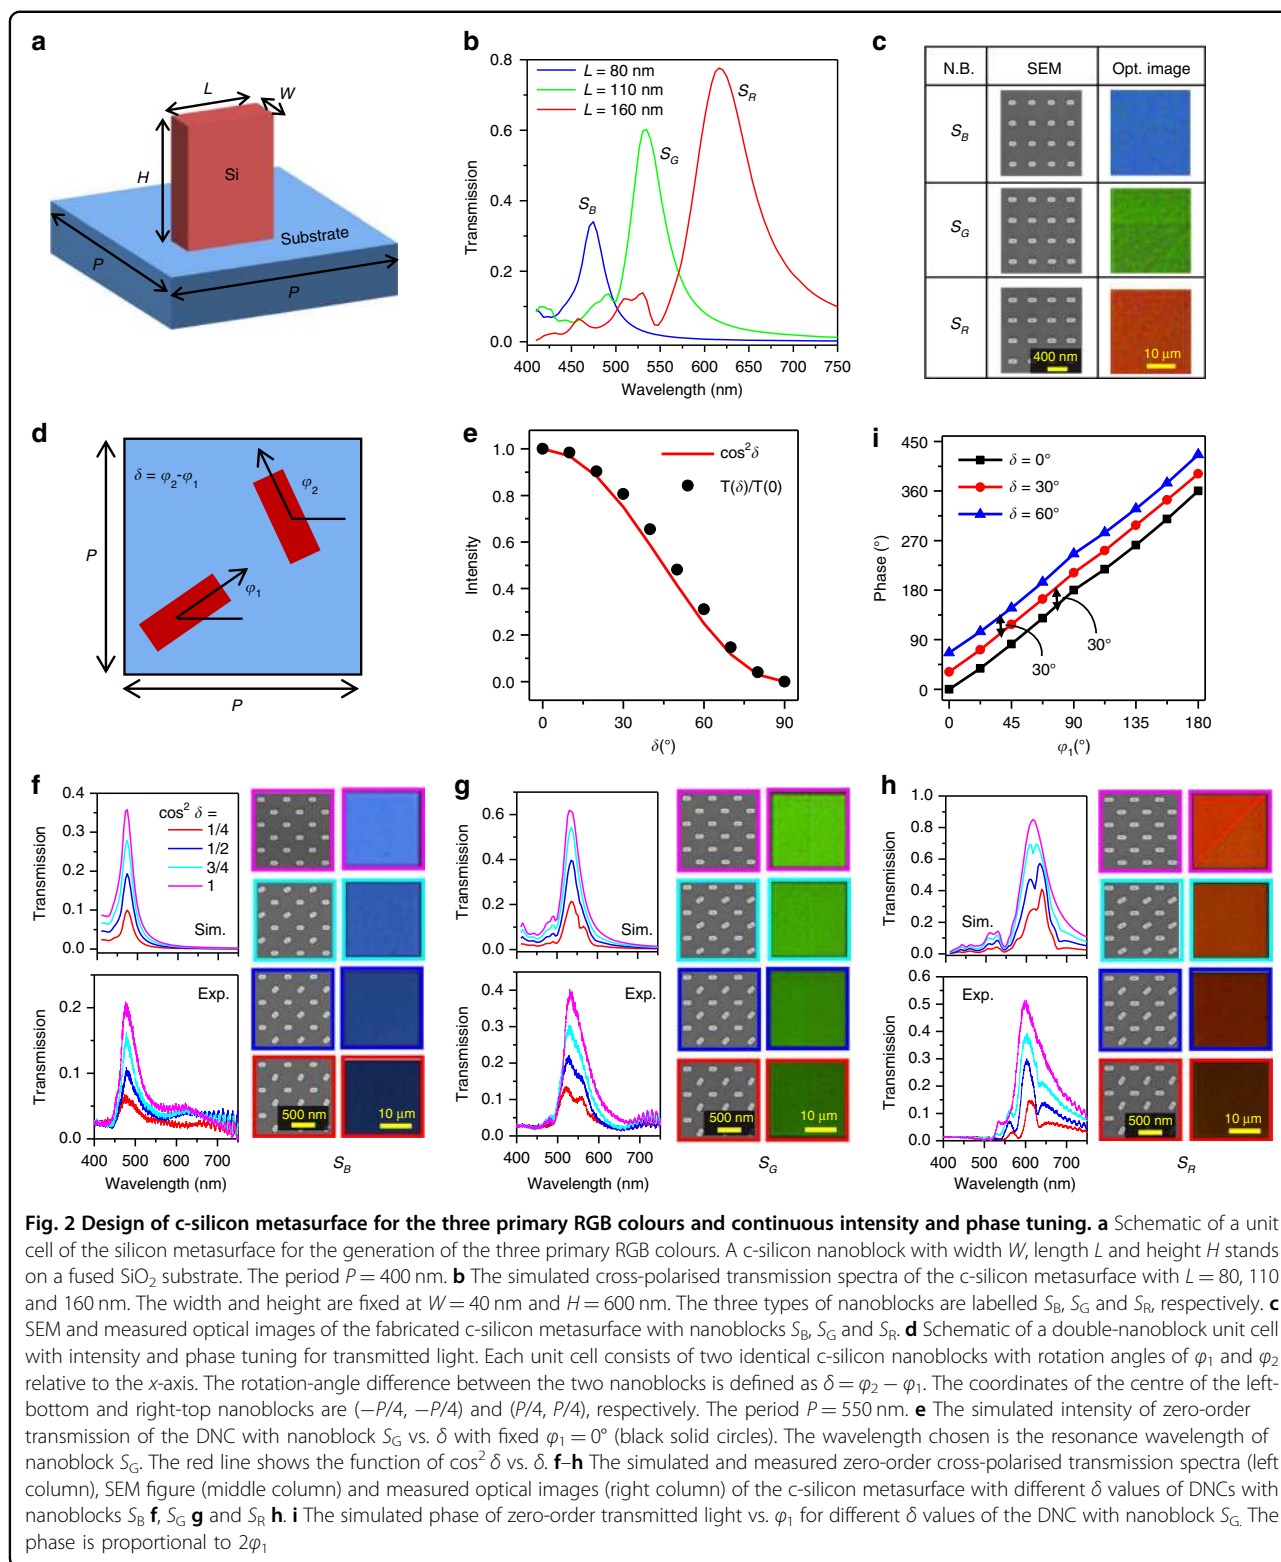 a
L
W
H
Si
Substrate
P
P
b
0.8
0.6
0.4
0.2
0.0
Transmission
L = 80 nm
L = 110 nm
L = 160 nm
S_B
S_G
S_R
400 450 500 550 600 650 700 750
Wavelength (nm)
c
N.B. SEM Opt. image
S_B
S_G
S_R
400 nm
10 μm
d
δ = φ₂-φ₁
φ₂
φ₁
P
P
e
1.0
0.8
0.6
0.4
0.2
0.0
Intensity
cos²δ
T(δ)/T(0)
0 30 60 90
δ(°)
i
450
360
270
180
90
0
Phase (°)
δ = 0°
δ = 30°
δ = 60°
30°
30°
0 45 90 135 180
φ₁(°)
f
0.4
0.3
0.2
0.1
0.0
Transmission
cos² δ =
1/4
1/2
3/4
1
Sim.
0.2
0.1
0.0
Transmission
Exp.
400 500 600 700
Wavelength (nm)
500 nm
10 μm
S_B
g
0.6
0.4
0.2
0.0
Transmission
Sim.
0.4
0.3
0.2
0.1
0.0
Transmission
Exp.
400 500 600 700
Wavelength (nm)
500 nm
10 μm
S_G
h
1.0
0.8
0.6
0.4
0.2
0.0
Transmission
Sim.
0.6
0.5
0.4
0.3
0.2
0.1
0.0
Transmission
Exp.
400 500 600 700
Wavelength (nm)
500 nm
10 μm
S_R
Fig. 2 Design of c-silicon metasurface for the three primary RGB colours and continuous intensity and phase tuning. a Schematic of a unit
cell of the silicon metasurface for the generation of the three primary RGB colours. A c-silicon nanoblock with width W, length L and height H stands
on a fused SiO₂ substrate. The period P = 400 nm. b The simulated cross-polarised transmission spectra of the c-silicon metasurface with L = 80, 110
and 160 nm. The width and height are fixed at W = 40 nm and H = 600 nm. The three types of nanoblocks are labelled S_B, S_G and S_R, respectively. c
SEM and measured optical images of the fabricated c-silicon metasurface with nanoblocks S_B, S_G and S_R. d Schematic of a double-nanoblock unit cell
with intensity and phase tuning for transmitted light. Each unit cell consists of two identical c-silicon nanoblocks with rotation angles of φ₁ and φ₂
relative to the x-axis. The rotation-angle difference between the two nanoblocks is defined as δ = φ₂ − φ₁. The coordinates of the centre of the left-
bottom and right-top nanoblocks are (−P/4, −P/4) and (P/4, P/4), respectively. The period P = 550 nm. e The simulated intensity of zero-order
transmission of the DNC with nanoblock S_G vs. δ with fixed φ₁ = 0° (black solid circles). The wavelength chosen is the resonance wavelength of
nanoblock S_G. The red line shows the function of cos² δ vs. δ. f–h The simulated and measured zero-order cross-polarised transmission spectra (left
column), SEM figure (middle column) and measured optical images (right column) of the c-silicon metasurface with different δ values of DNCs with
nanoblocks S_B f, S_G g and S_R h. i The simulated phase of zero-order transmitted light vs. φ₁ for different δ values of the DNC with nanoblock S_G. The
phase is proportional to 2φ₁